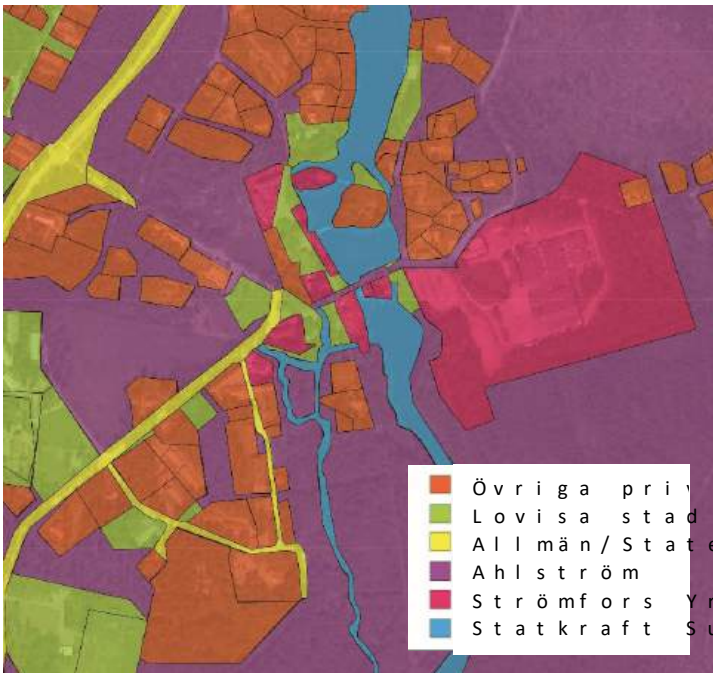 Övriga priv
Lovisa stad
Allmän/State
Ahlström
Strömfors Yr
Statkraft Su